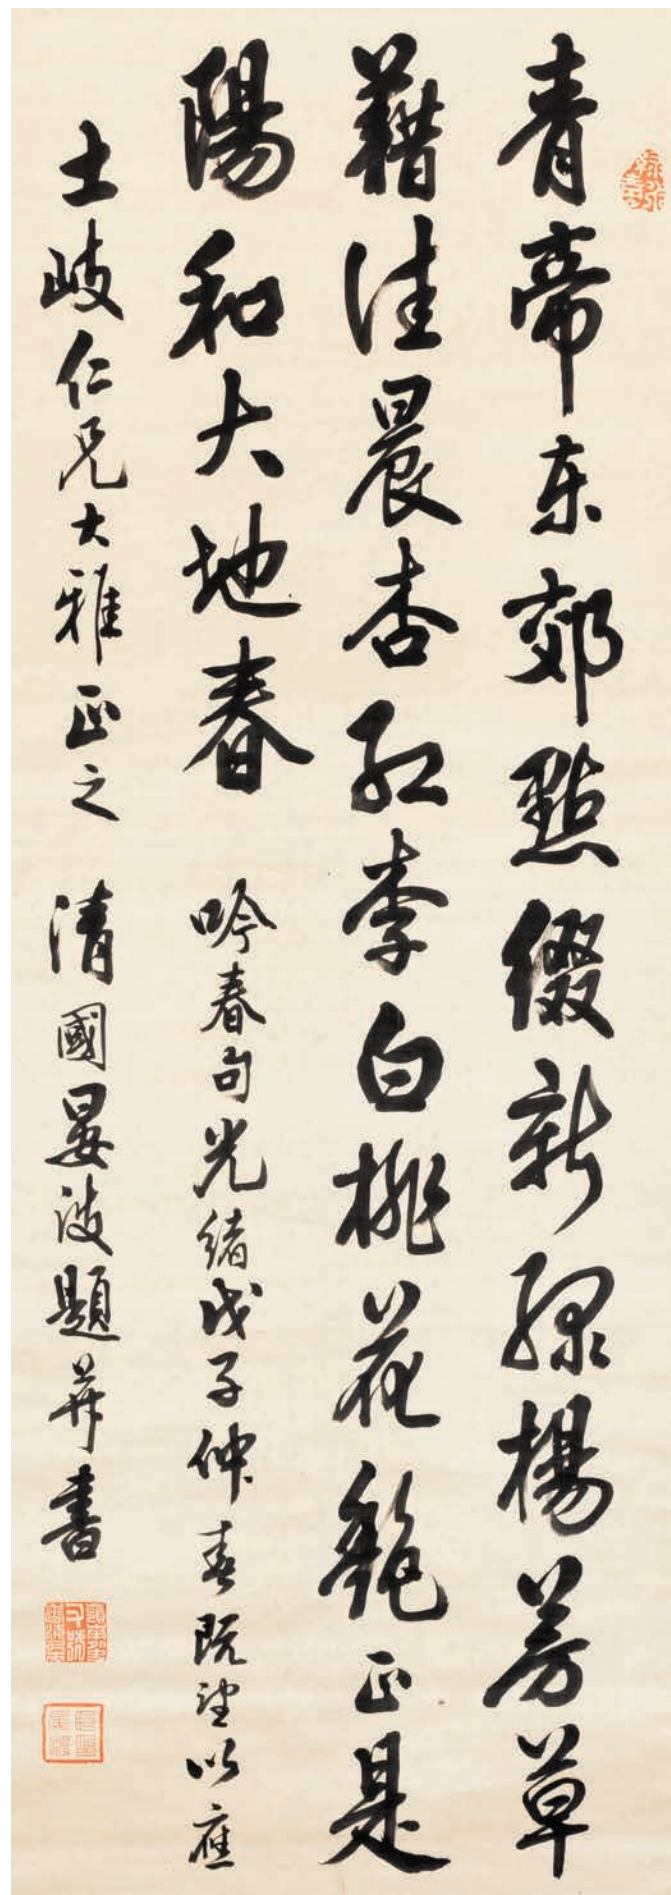 青帝東郊點綴新綠楊芳草
藉佳晨杏紅李白桃花艷正是
陽和大地春
吟春句光緒戊子仲春既望以應
士岐仁兄大雅正之 清國晏波題并書